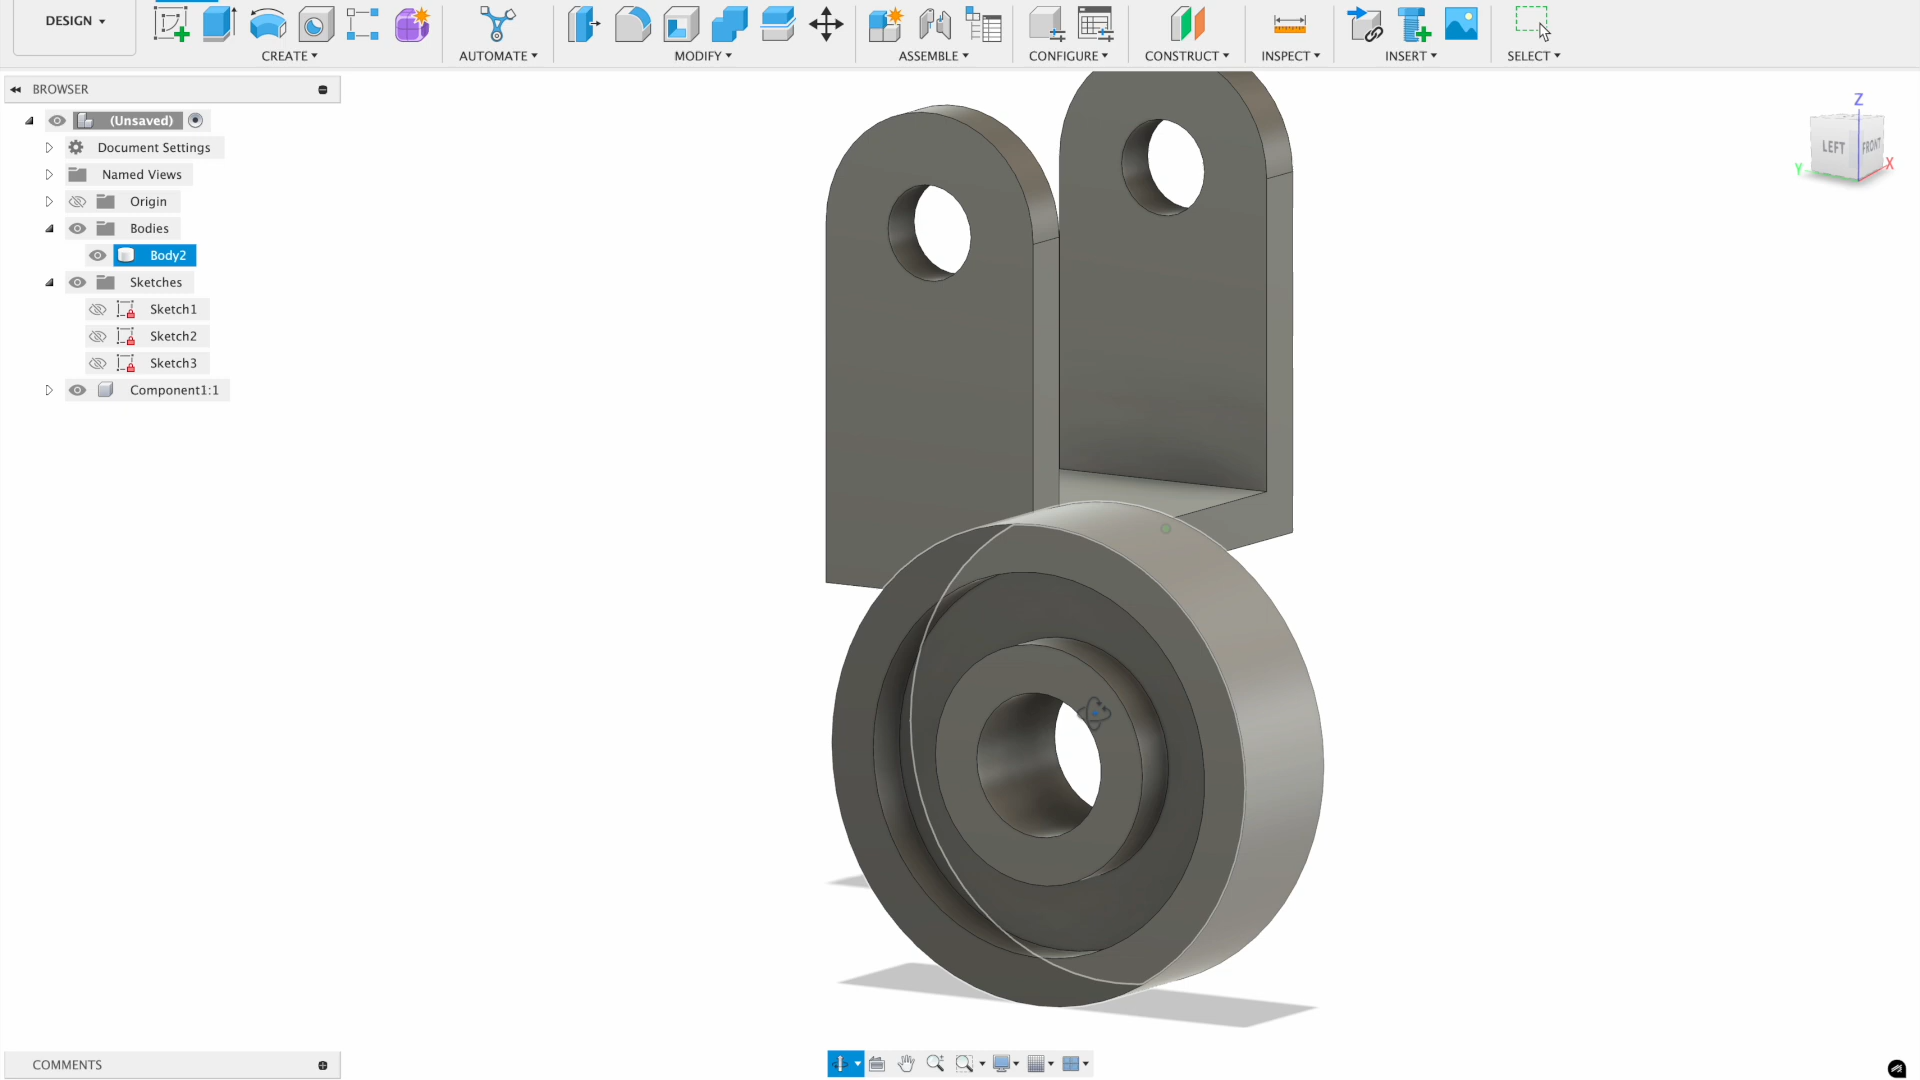 DESIGN
CREATE
AUTOMATE
MODIFY
ASSEMBLE
CONFIGURE
CONSTRUCT
INSPECT
INSERT
SELECT
BROWSER
(Unsaved)
Document Settings
Named Views
Origin
Bodies
Body2
Sketches
Sketch1
Sketch2
Sketch3
Component1:1
Z
LEFT
FRONT
Y
X
COMMENTS